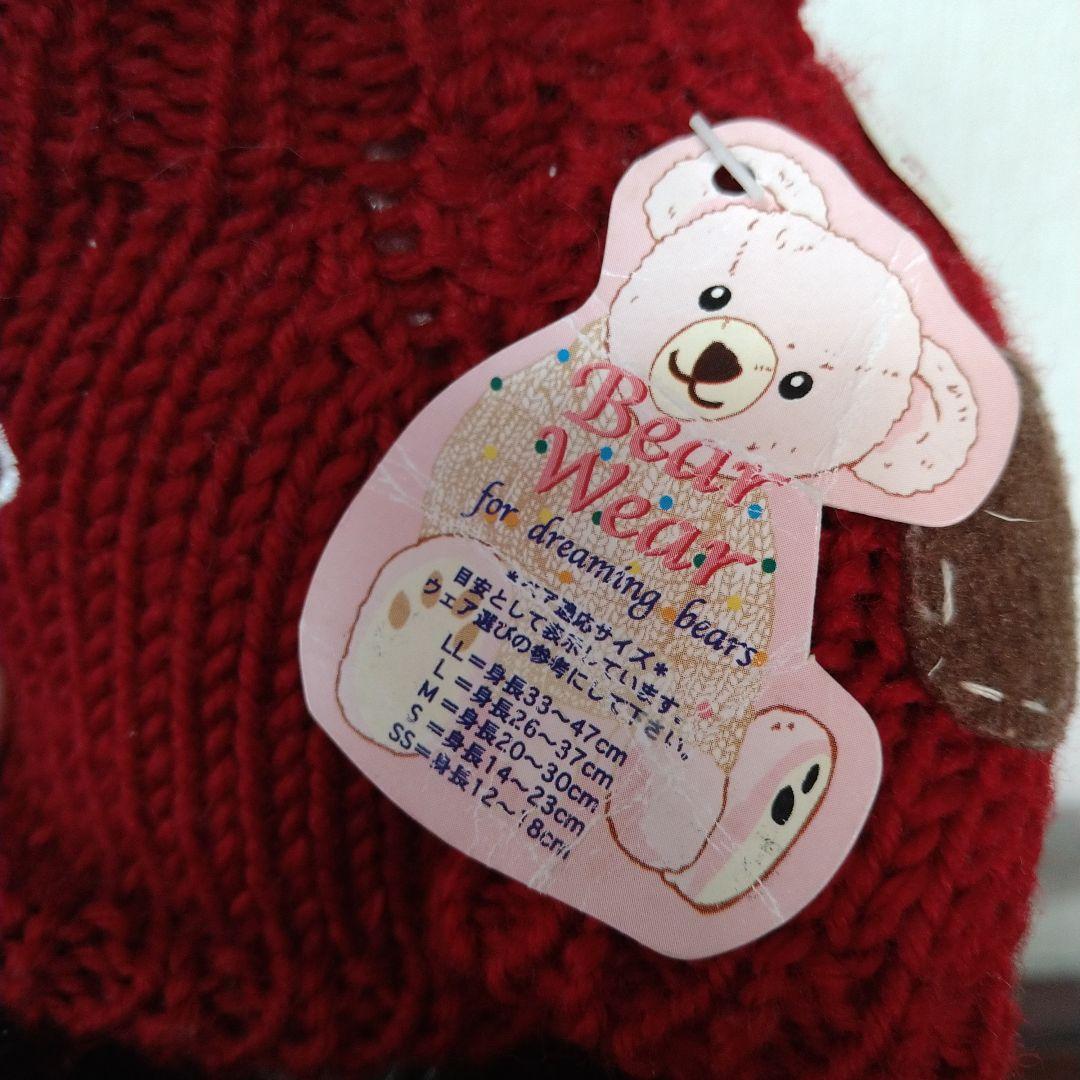 Bear
Wear
for dreaming bears
*ベア適応サイズ*
目安として表示しています。
ウェア選びの参考にして下さい。
LL=身長33〜47cm
L=身長26〜37cm
M=身長20〜30cm
S=身長14〜23cm
SS=身長12〜18cm